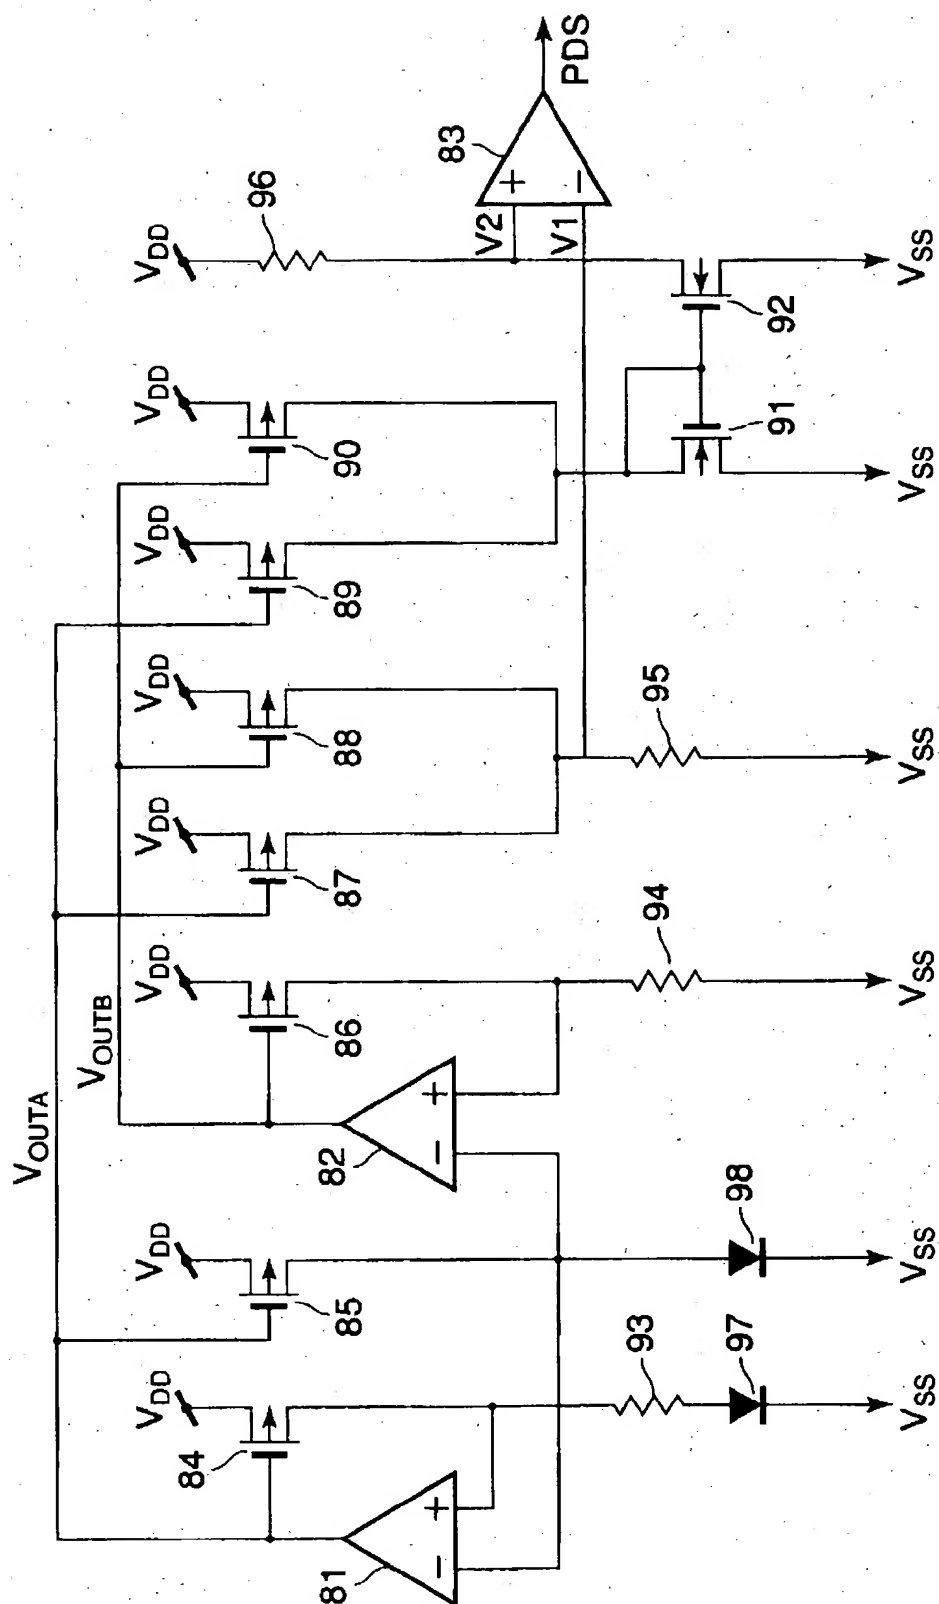 PDS
83
+
−
V2
V1
VDD
96
VSS
92
VDD
90
91
VSS
VDD
89
VDD
88
95
VSS
VDD
87
VOUTA
VOUTB
VDD
86
94
VSS
82
−
+
VDD
85
98
VSS
VDD
84
93
97
VSS
81
−
+